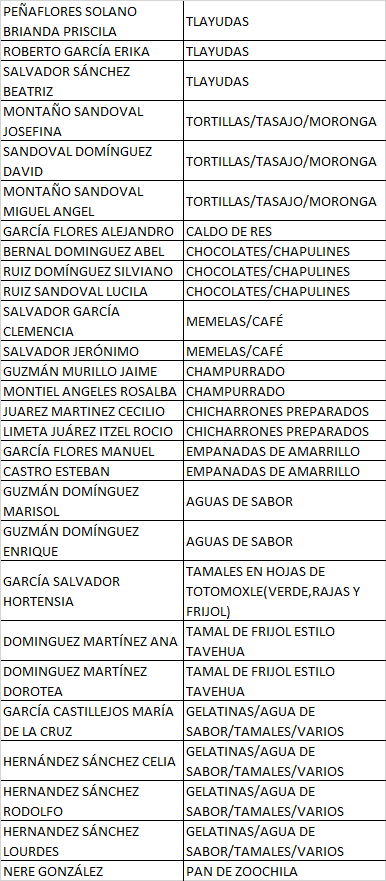 PEÑAFLORES SOLANO
BRIANDA PRISCILA
TLAYUDAS
ROBERTO GARCÍA ERIKA
TLAYUDAS
SALVADOR SÁNCHEZ
BEATRIZ
TLAYUDAS
MONTAÑO SANDOVAL
JOSEFINA
TORTILLAS/TASAJO/MORONGA
SANDOVAL DOMÍNGUEZ
DAVID
TORTILLAS/TASAJO/MORONGA
MONTAÑO SANDOVAL
MIGUEL ANGEL
TORTILLAS/TASAJO/MORONGA
GARCÍA FLORES ALEJANDRO
CALDO DE RES
BERNAL DOMINGUEZ ABEL
CHOCOLATES/CHAPULINES
RUIZ DOMÍNGUEZ SILVIANO
CHOCOLATES/CHAPULINES
RUIZ SANDOVAL LUCILA
CHOCOLATES/CHAPULINES
SALVADOR GARCÍA
CLEMENCIA
MEMELAS/CAFÉ
SALVADOR JERÓNIMO
MEMELAS/CAFÉ
GUZMÁN MURILLO JAIME
CHAMPURRADO
MONTIEL ANGELES ROSALBA
CHAMPURRADO
JUAREZ MARTINEZ CECILIO
CHICHARRONES PREPARADOS
LIMETA JUÁREZ ITZEL ROCIO
CHICHARRONES PREPARADOS
GARCÍA FLORES MANUEL
EMPANADAS DE AMARRILLO
CASTRO ESTEBAN
EMPANADAS DE AMARRILLO
GUZMÁN DOMÍNGUEZ
MARISOL
AGUAS DE SABOR
GUZMÁN DOMÍNGUEZ
ENRIQUE
AGUAS DE SABOR
GARCÍA SALVADOR
HORTENSIA
TAMALES EN HOJAS DE
TOTOMOXLE(VERDE,RAJAS Y
FRIJOL)
DOMINGUEZ MARTÍNEZ ANA
TAMAL DE FRIJOL ESTILO
TAVEHUA
DOMINGUEZ MARTÍNEZ
DOROTEA
TAMAL DE FRIJOL ESTILO
TAVEHUA
GARCÍA CASTILLEJOS MARÍA
DE LA CRUZ
GELATINAS/AGUA DE
SABOR/TAMALES/VARIOS
HERNÁNDEZ SÁNCHEZ CELIA
GELATINAS/AGUA DE
SABOR/TAMALES/VARIOS
HERNANDEZ SÁNCHEZ
RODOLFO
GELATINAS/AGUA DE
SABOR/TAMALES/VARIOS
HERNANDEZ SÁNCHEZ
LOURDES
GELATINAS/AGUA DE
SABOR/TAMALES/VARIOS
NERE GONZÁLEZ
PAN DE ZOOCHILA